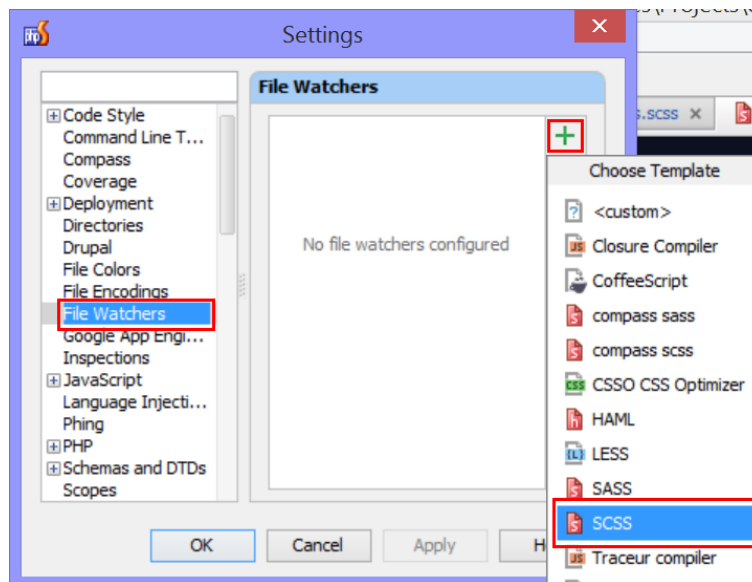 Settings
File Watchers
Code Style
Command Line T...
Compass
Coverage
Deployment
Directories
Drupal
File Colors
File Encodings
File Watchers
Google App Engi...
Inspections
JavaScript
Language Injecti...
Phing
PHP
Schemas and DTDs
Scopes
No file watchers configured
OK
Cancel
Apply
.scss
Choose Template
<custom>
Closure Compiler
CoffeeScript
compass sass
compass scss
CSSO CSS Optimizer
HAML
LESS
SASS
SCSS
Traceur compiler